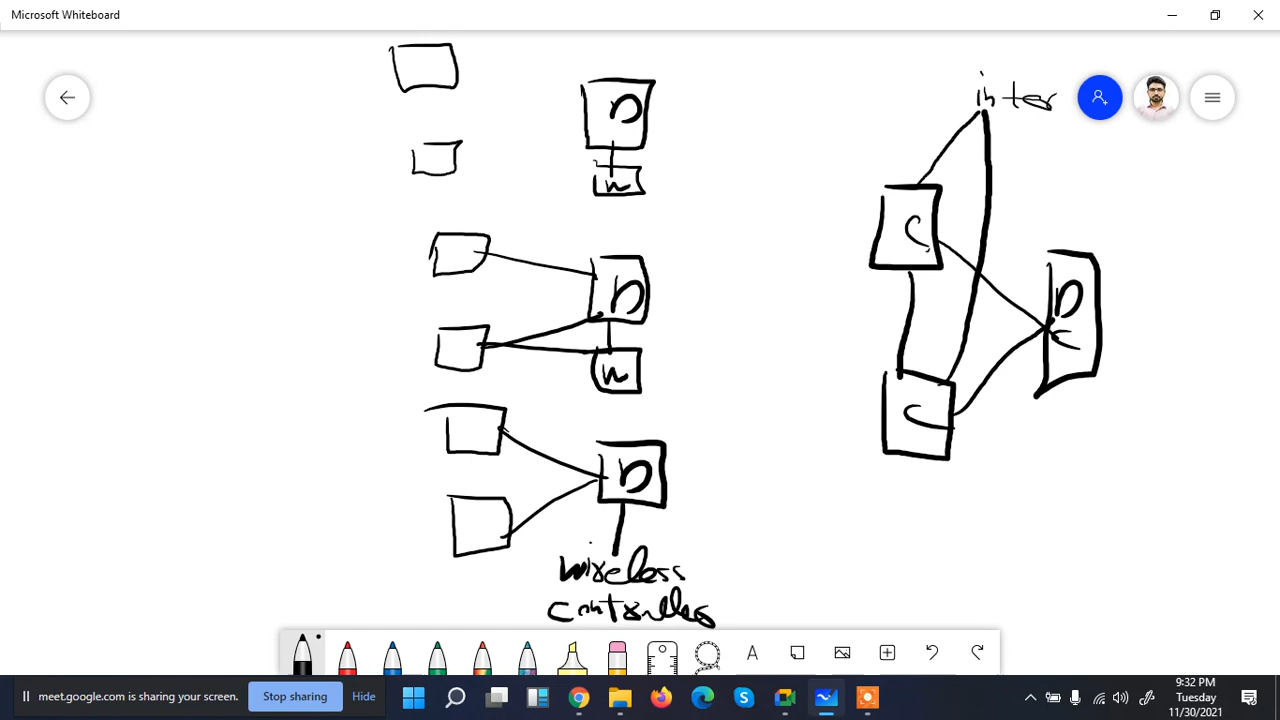 Microsoft Whiteboard
inter
D
W
C
D
D
W
C
D
C
wireless
controller
A
meet.google.com is sharing your screen.
Stop sharing
Hide
9:32 PM
Tuesday
11/30/2021